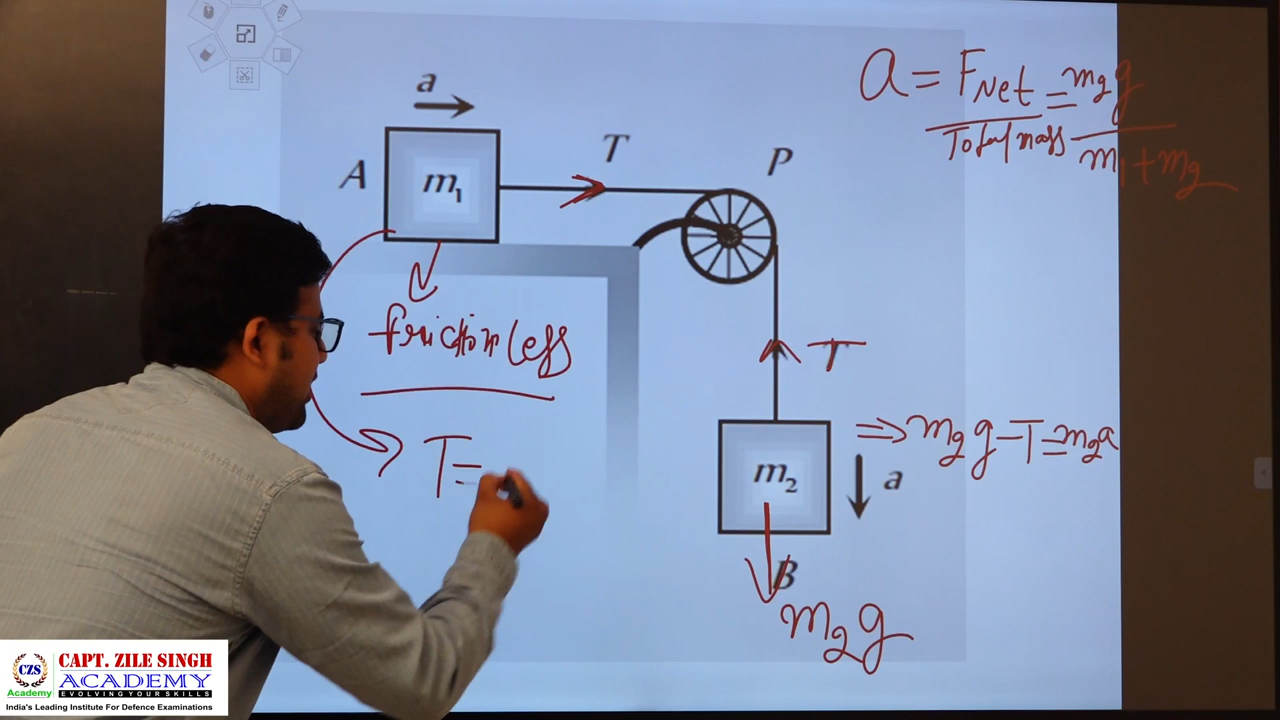 a = F Net = m2g
Total mass m1 + m2
a
T
P
A
m1
frictionless
T
T =
m2
⇒ m2g - T = m2a
a
B
m2g
CZS
Academy
CAPT. ZILE SINGH
ACADEMY
EVOLVING YOUR SKILLS
India's Leading Institute For Defence Examinations